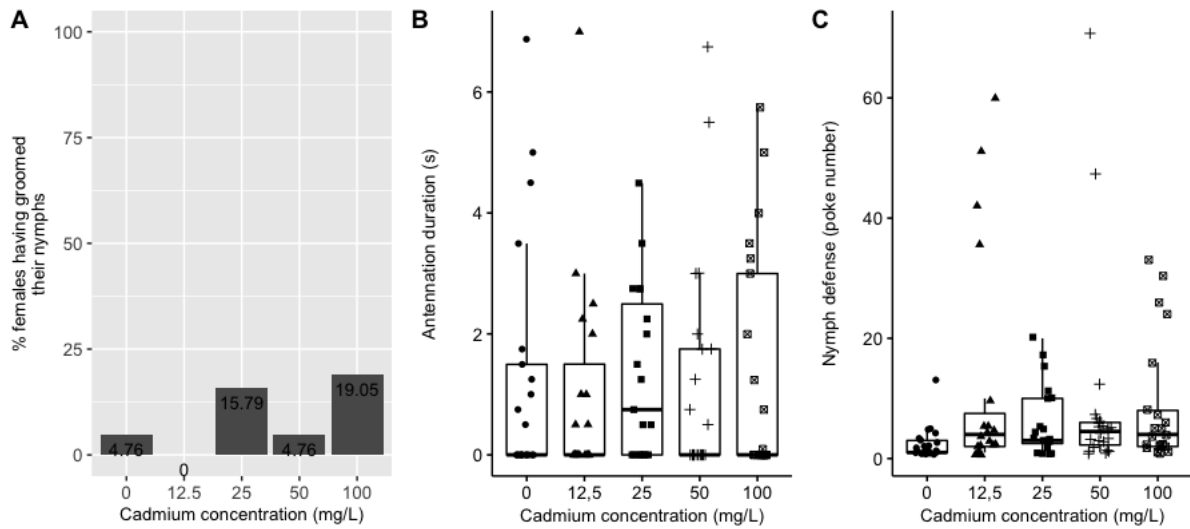 A
% females having groomed
their nymphs
100
75
50
25
0
4.76
0
15.79
4.76
19.05
0 12.5 25 50 100
Cadmium concentration (mg/L)
B
Antennation duration (s)
6
4
2
0
0 12,5 25 50 100
Cadmium concentration (mg/L)
C
Nymph defense (poke number)
60
40
20
0
0 12,5 25 50 100
Cadmium concentration (mg/L)